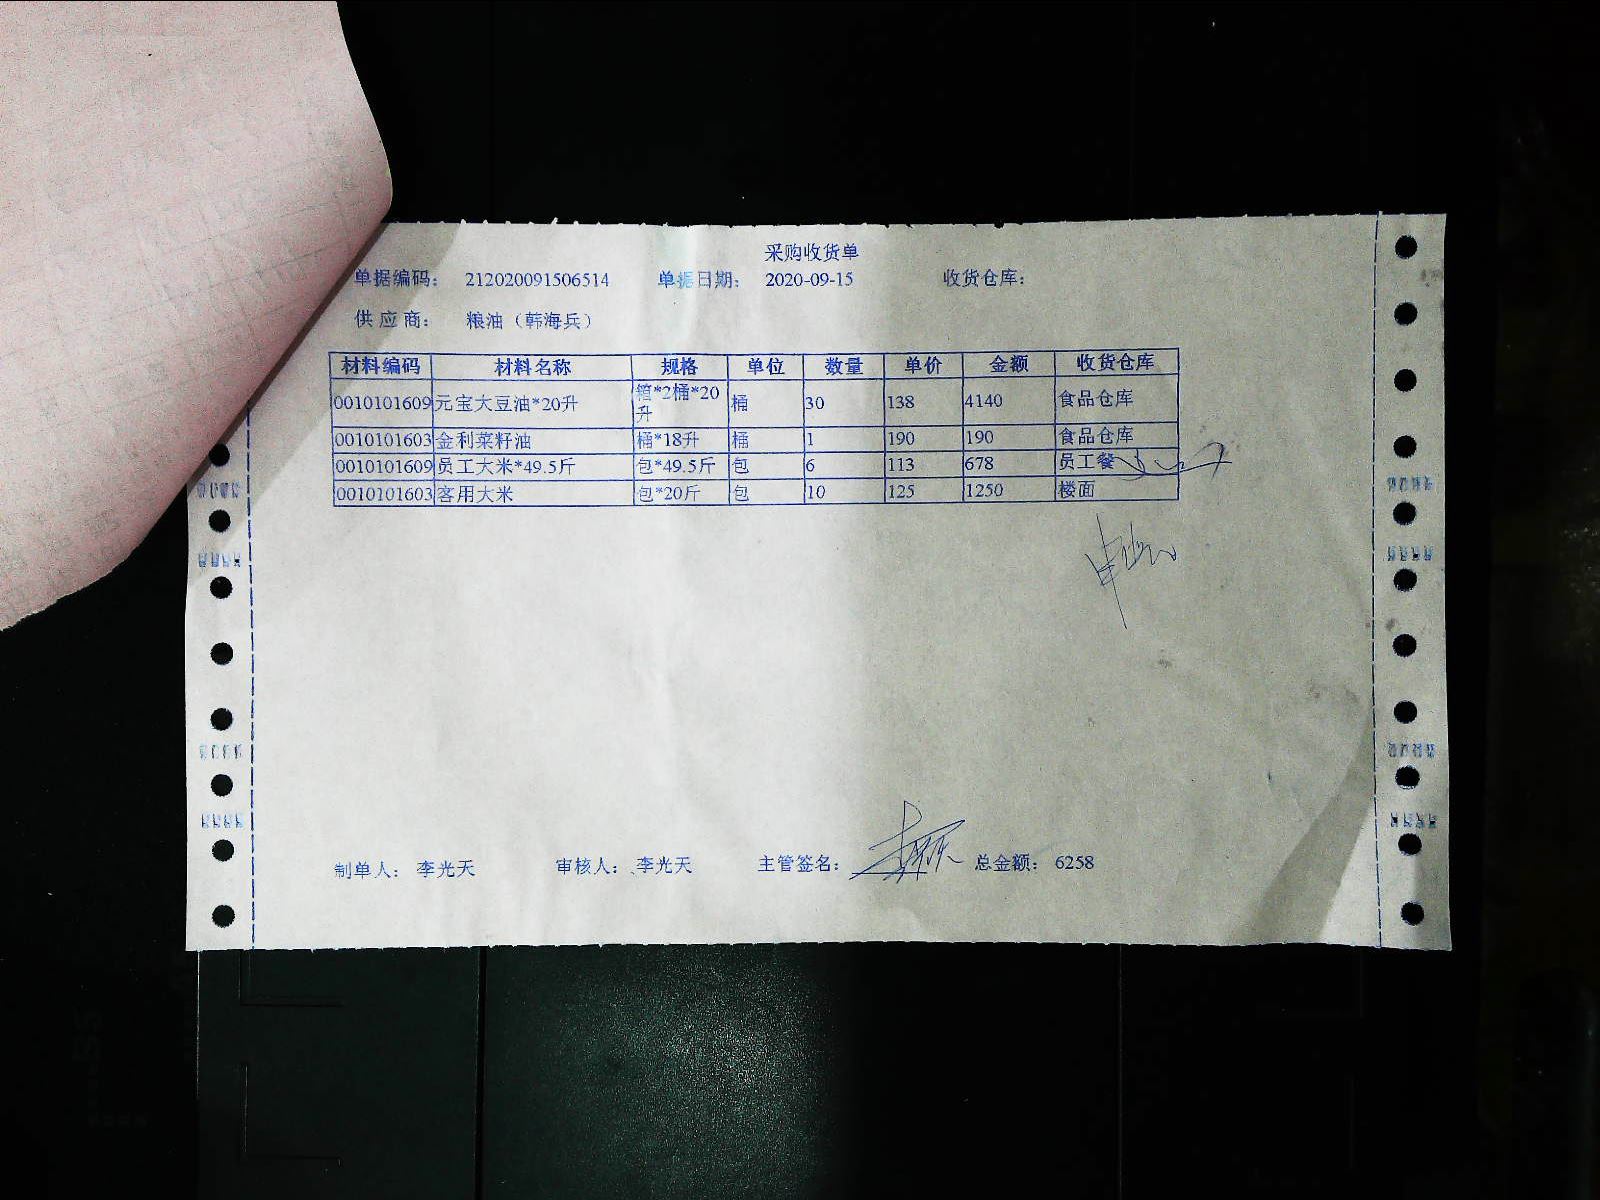 采购收货单
单据编码： 212020091506514 单据日期： 2020-09-15 收货仓库：
供应商： 粮油（韩海兵）
材料编码 材料名称 规格 单位 数量 单价 金额 收货仓库
0010101609 元宝大豆油*20升 箱*2桶*20升 桶 30 138 4140 食品仓库
0010101603 金利菜籽油 桶*18升 桶 1 190 190 食品仓库
0010101609 员工大米*49.5斤 包*49.5斤 包 6 113 678 员工餐
0010101603 客用大米 包*20斤 包 10 125 1250 楼面
制单人： 李光天 审核人： 李光天 主管签名： 总金额： 6258